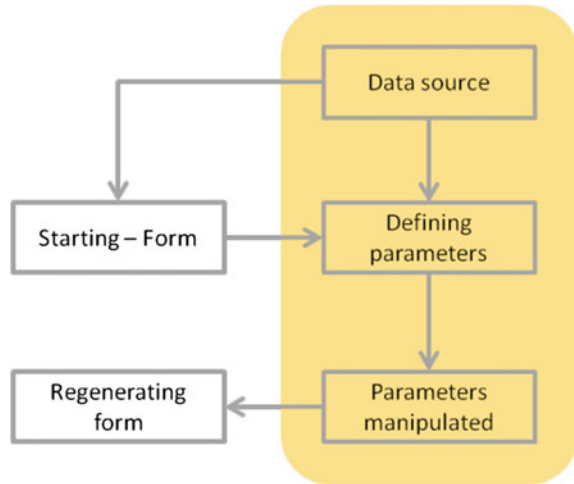 Data source
Starting – Form
Defining
parameters
Regenerating
form
Parameters
manipulated